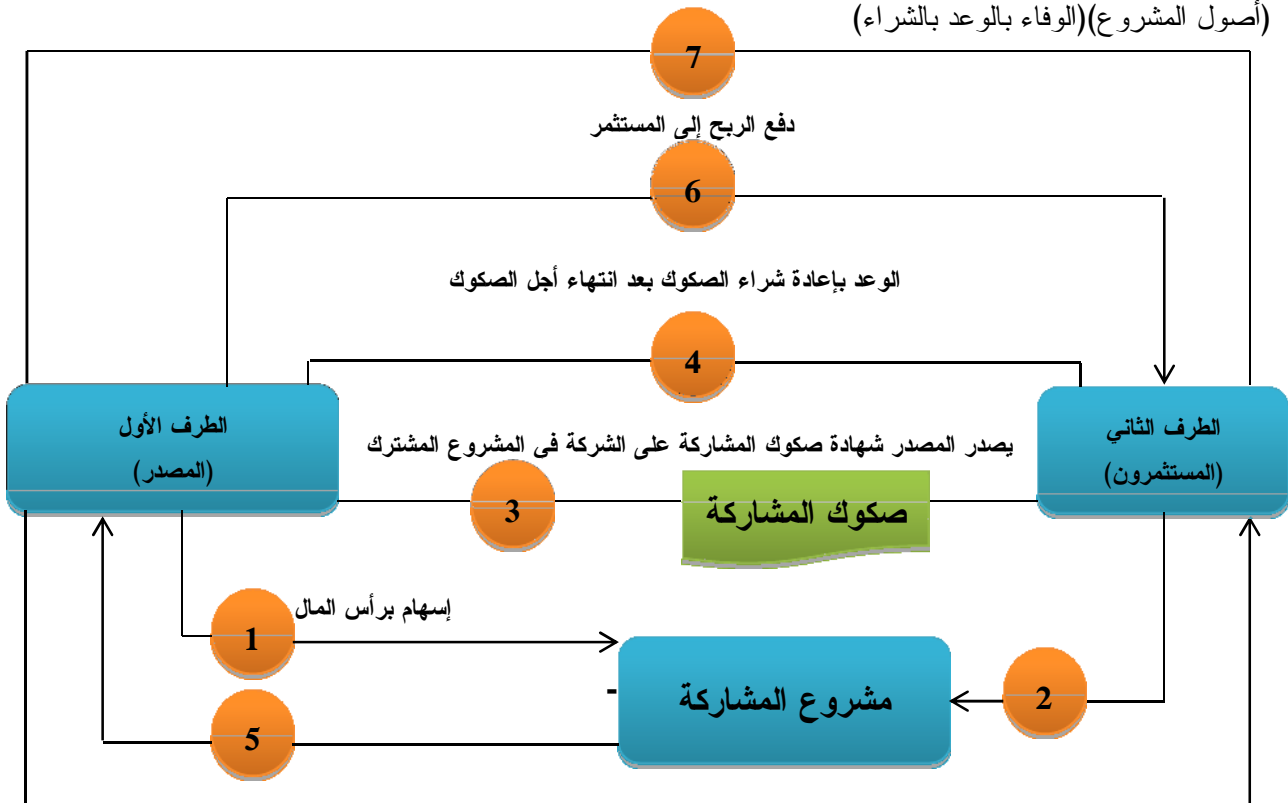 (أصول المشروع)(الوفاء بالوعد بالشراء)
7
دفع الربح إلى المستثمر
6
الوعد بإعادة شراء الصكوك بعد انتهاء أجل الصكوك
4
الطرف الثاني
(المستثمرون)
الطرف الأول
(المصدر)
يصدر المصدر شهادة صكوك المشاركة على الشركة في المشروع المشترك
صكوك المشاركة
3
إسهام برأس المال
1
مشروع المشاركة
-
2
5